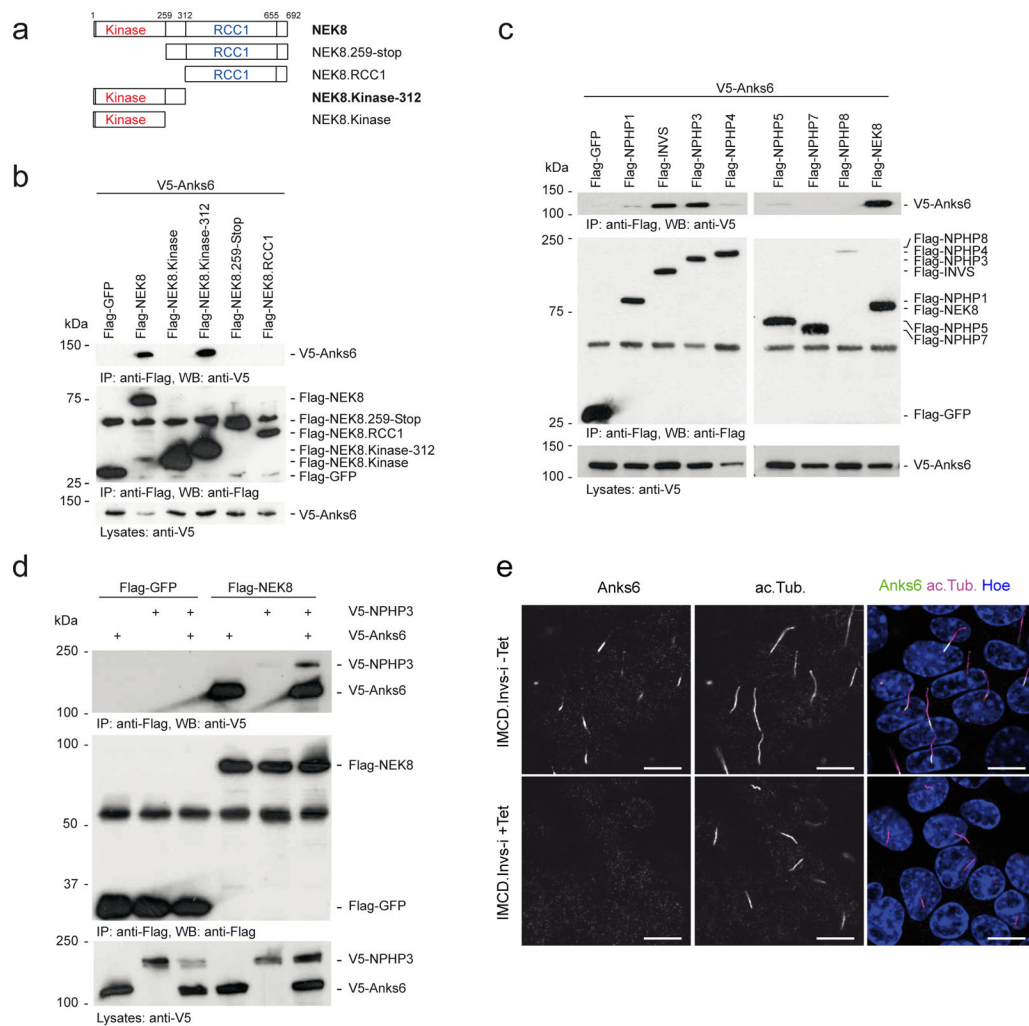 a
1 259 312 655 692
Kinase RCC1 NEK8
RCC1 NEK8.259-stop
RCC1 NEK8.RCC1
Kinase NEK8.Kinase-312
Kinase NEK8.Kinase
b
V5-Anks6
Flag-GFP
Flag-NEK8
Flag-NEK8.Kinase
Flag-NEK8.Kinase-312
Flag-NEK8.259-Stop
Flag-NEK8.RCC1
kDa
150 - - V5-Anks6
IP: anti-Flag, WB: anti-V5
75 - - Flag-NEK8
- Flag-NEK8.259-Stop
- Flag-NEK8.RCC1
- Flag-NEK8.Kinase-312
- Flag-NEK8.Kinase
- Flag-GFP
25 -
IP: anti-Flag, WB: anti-Flag
150 -
- V5-Anks6
Lysates: anti-V5
c
V5-Anks6
Flag-GFP
Flag-NPHP1
Flag-INVS
Flag-NPHP3
Flag-NPHP4
Flag-NPHP5
Flag-NPHP7
Flag-NPHP8
Flag-NEK8
kDa
150 -
100 - - V5-Anks6
IP: anti-Flag, WB: anti-V5
250 -
Flag-NPHP8
Flag-NPHP4
Flag-NPHP3
Flag-INVS
75 -
Flag-NPHP1
Flag-NEK8
Flag-NPHP5
Flag-NPHP7
25 - - Flag-GFP
IP: anti-Flag, WB: anti-Flag
150 -
100 - - V5-Anks6
Lysates: anti-V5
d
Flag-GFP Flag-NEK8
kDa
+ + + + V5-NPHP3
+ + + + V5-Anks6
250 -
- V5-NPHP3
- V5-Anks6
100 -
IP: anti-Flag, WB: anti-V5
100 -
- Flag-NEK8
50 -
37 -
- Flag-GFP
IP: anti-Flag, WB: anti-Flag
250 -
- V5-NPHP3
- V5-Anks6
100 -
Lysates: anti-V5
e
Anks6 ac.Tub. Anks6 ac.Tub. Hoe
IMCD.Invs-i -Tet
IMCD.Invs-i +Tet